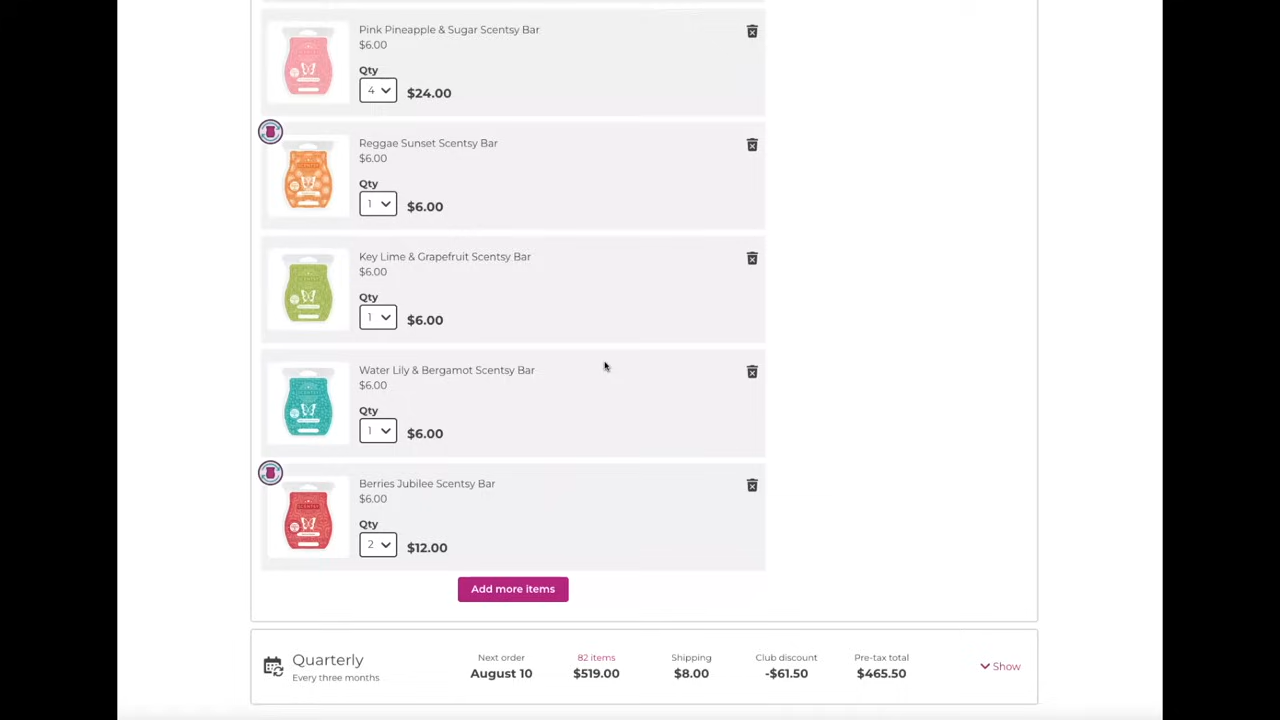 Pink Pineapple & Sugar Scentsy Bar
$6.00
Qty
4
$24.00
Reggae Sunset Scentsy Bar
$6.00
Qty
1
$6.00
Key Lime & Grapefruit Scentsy Bar
$6.00
Qty
1
$6.00
Water Lily & Bergamot Scentsy Bar
$6.00
Qty
1
$6.00
Berries Jubilee Scentsy Bar
$6.00
Qty
2
$12.00
Add more items
Quarterly
Every three months
Next order
August 10
82 items
$519.00
Shipping
$8.00
Club discount
-$61.50
Pre-tax total
$465.50
Show